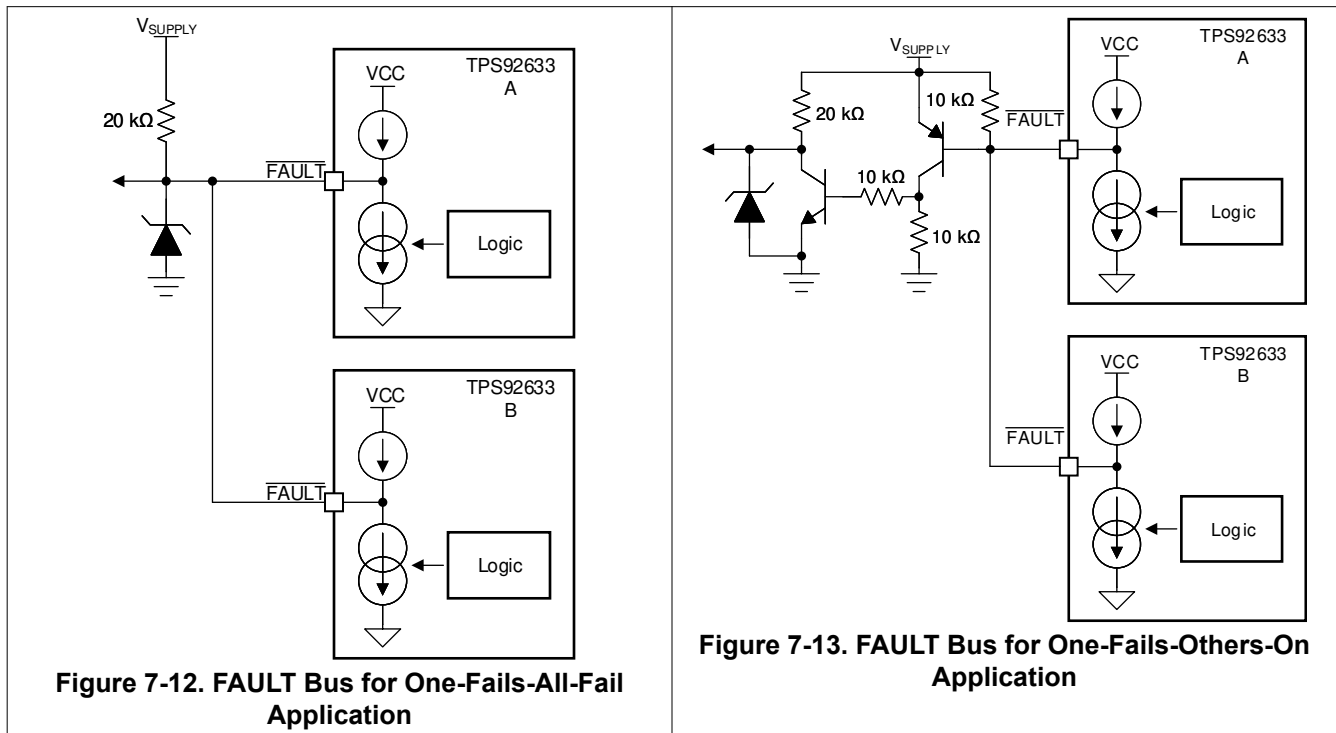 VSUPPLY
20 kΩ
FAULT
TPS92633
A
VCC
Logic
FAULT
TPS92633
B
VCC
Logic
Figure 7-12. FAULT Bus for One-Fails-All-Fail
Application
VSUPPLY
20 kΩ
10 kΩ
10 kΩ
10 kΩ
FAULT
TPS92633
A
VCC
Logic
FAULT
TPS92633
B
VCC
Logic
Figure 7-13. FAULT Bus for One-Fails-Others-On
Application